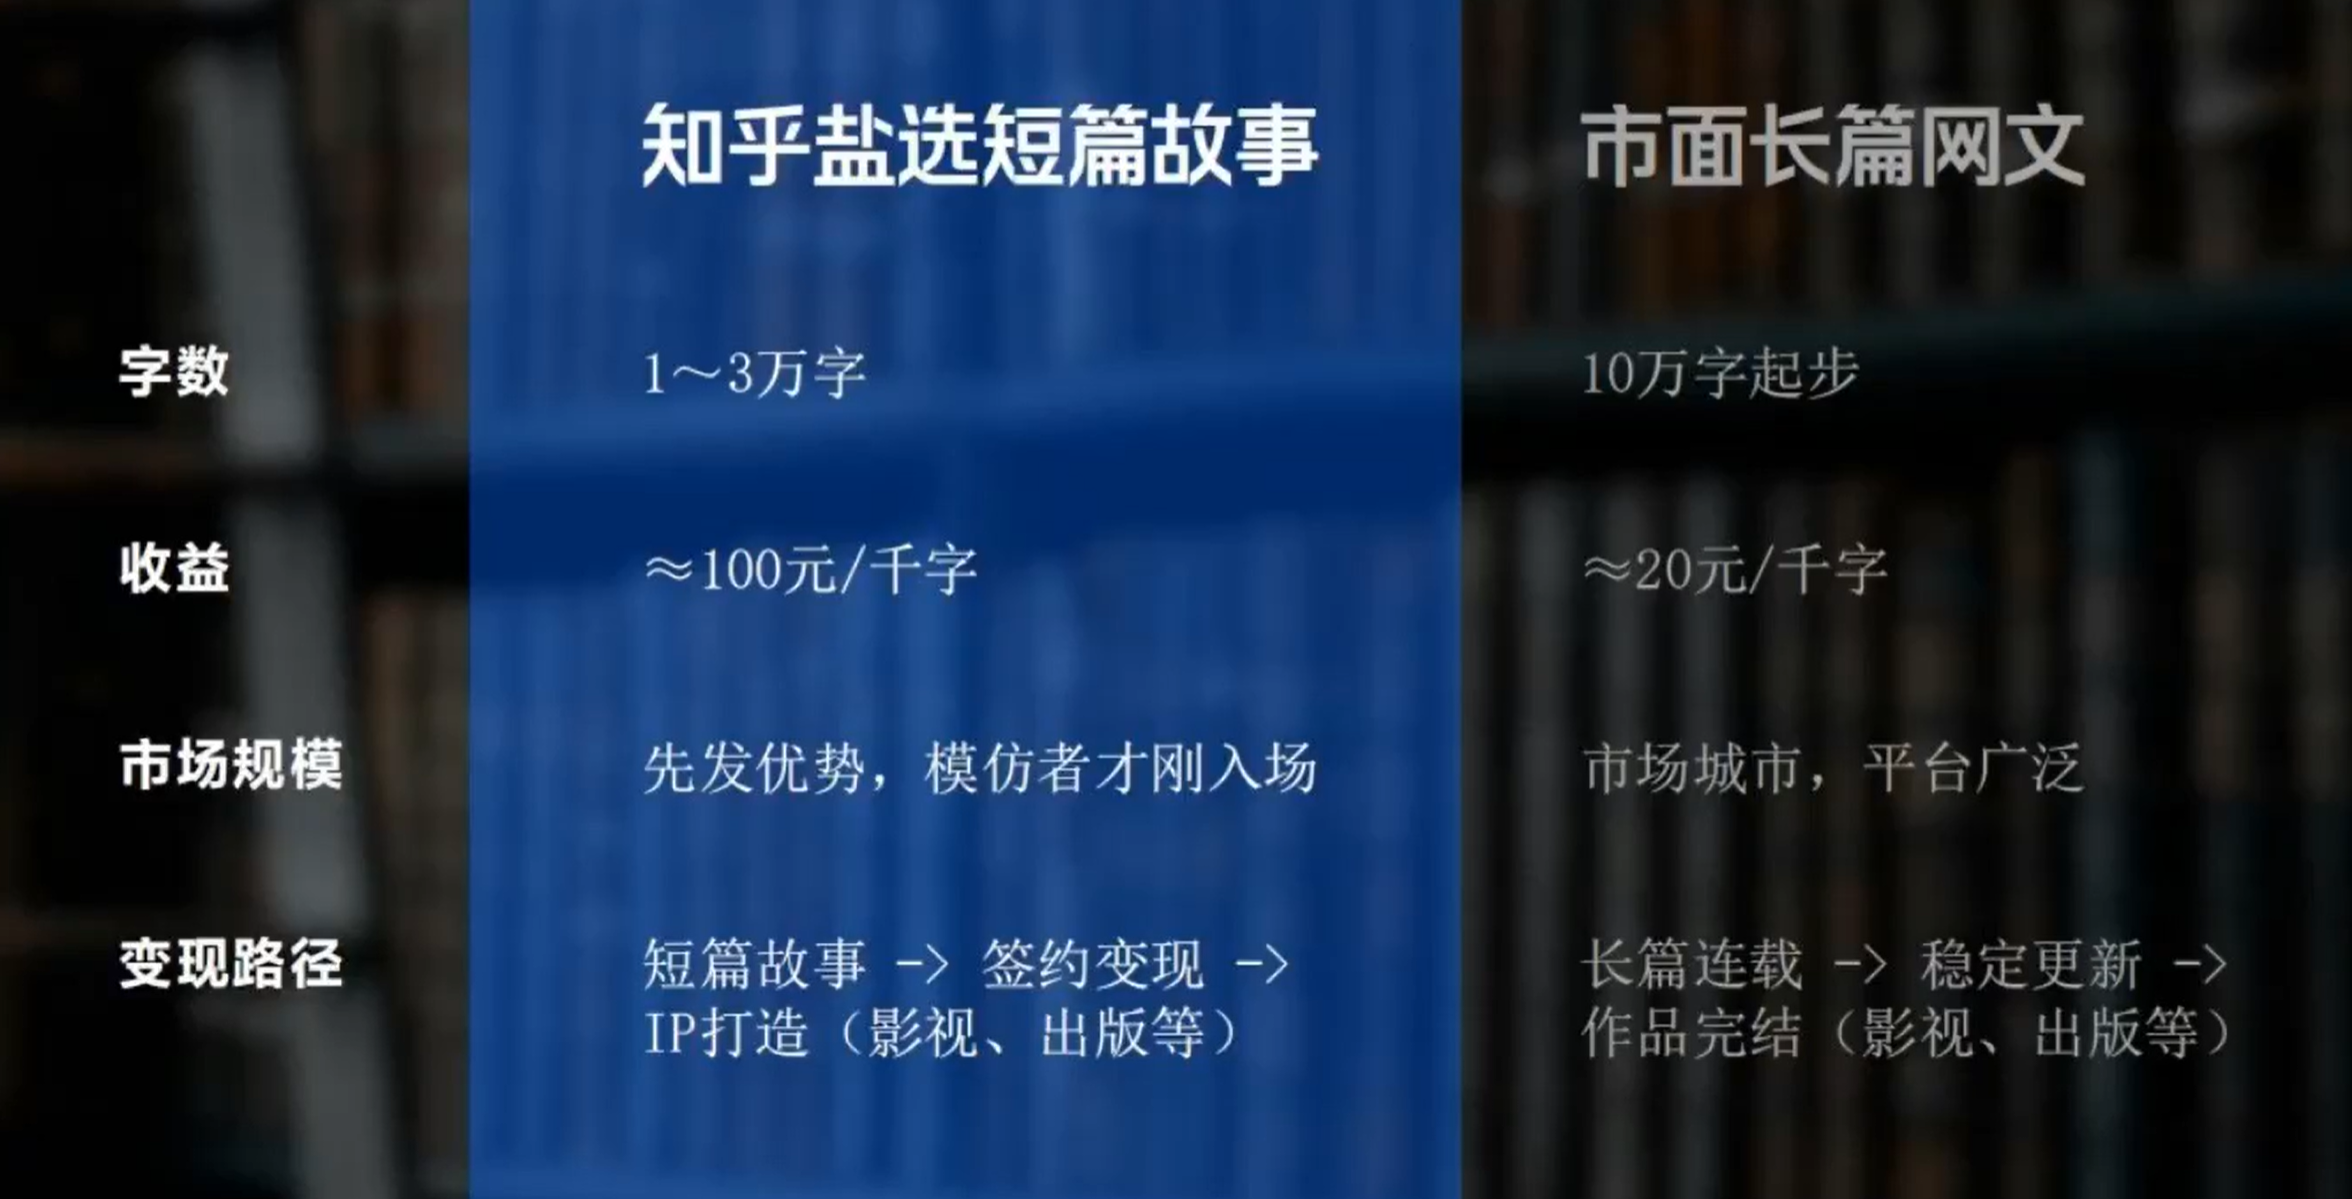 知乎盐选短篇故事 市面长篇网文
字数 1～3万字 10万字起步
收益 ≈100元/千字 ≈20元/千字
市场规模 先发优势，模仿者才刚入场 市场城市，平台广泛
变现路径 短篇故事 -> 签约变现 -> 长篇连载 -> 稳定更新 ->
IP打造（影视、出版等） 作品完结（影视、出版等）